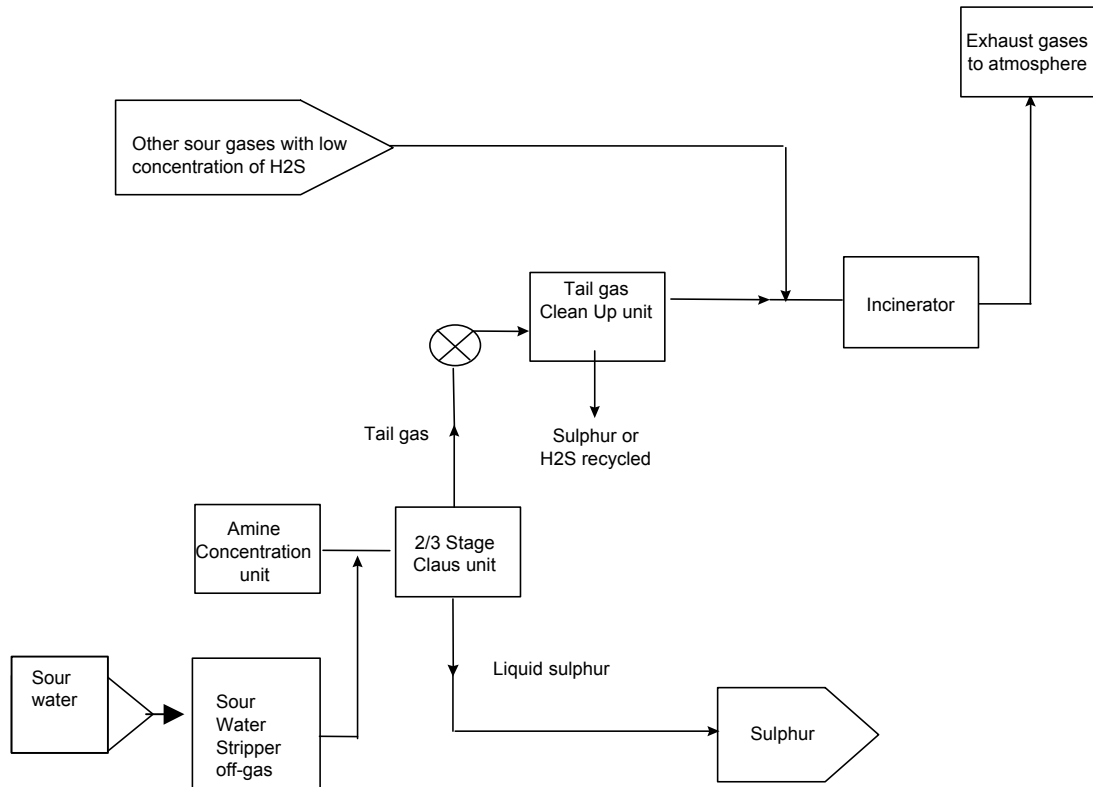 Exhaust gases
to atmosphere
Other sour gases with low
concentration of H2S
Tail gas
Clean Up unit
Incinerator
Tail gas
Sulphur or
H2S recycled
Amine
Concentration
unit
2/3 Stage
Claus unit
Sour
water
Sour
Water
Stripper
off-gas
Liquid sulphur
Sulphur